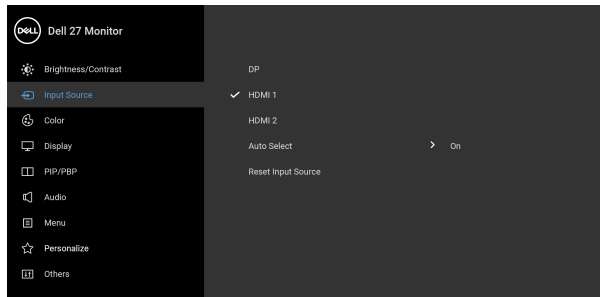 DELL Dell 27 Monitor
Brightness/Contrast DP
Input Source HDMI 1
Color HDMI 2
Display Auto Select On
PIP/PBP Reset Input Source
Audio
Menu
Personalize
Others